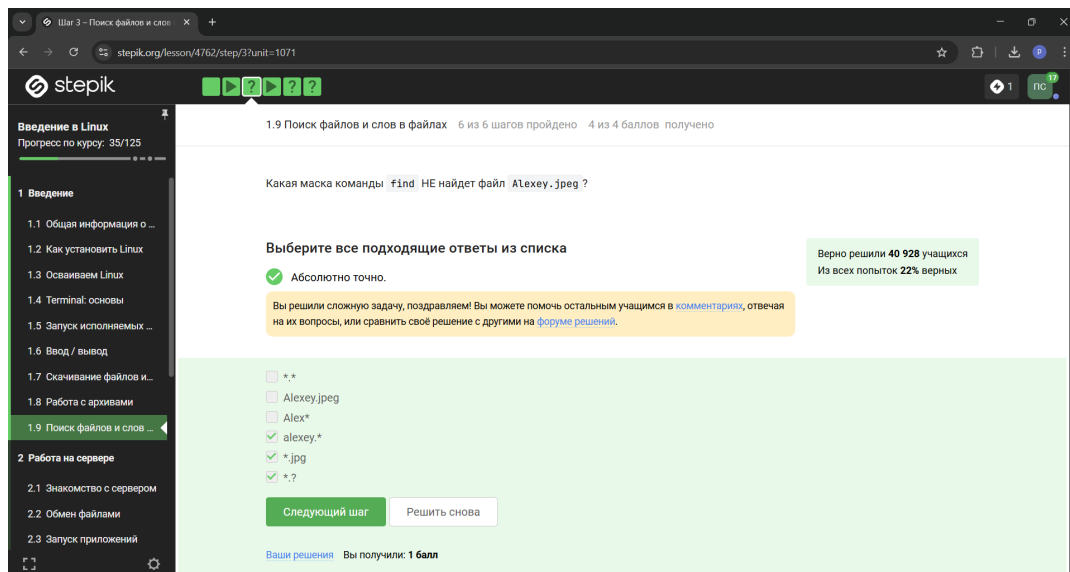 Шаг 3 – Поиск файлов и слов
stepik.org/lesson/4762/step/3?unit=1071
stepik
1
ПС
17
Введение в Linux
Прогресс по курсу: 35/125
1 Введение
1.1 Общая информация о ...
1.2 Как установить Linux
1.3 Осваиваем Linux
1.4 Terminal: основы
1.5 Запуск исполняемых ...
1.6 Ввод / вывод
1.7 Скачивание файлов и...
1.8 Работа с архивами
1.9 Поиск файлов и слов ...
2 Работа на сервере
2.1 Знакомство с сервером
2.2 Обмен файлами
2.3 Запуск приложений
1.9 Поиск файлов и слов в файлах 6 из 6 шагов пройдено 4 из 4 баллов получено
Какая маска команды find НЕ найдет файл Alexey.jpeg ?
Выберите все подходящие ответы из списка
Абсолютно точно.
Вы решили сложную задачу, поздравляем! Вы можете помочь остальным учащимся в комментариях, отвечая
на их вопросы, или сравнить своё решение с другими на форуме решений.
Верно решили 40 928 учащихся
Из всех попыток 22% верных
*.*
Alexey.jpeg
Alex*
alexey.*
*.jpg
*.?
Следующий шаг
Решить снова
Ваши решения Вы получили: 1 балл